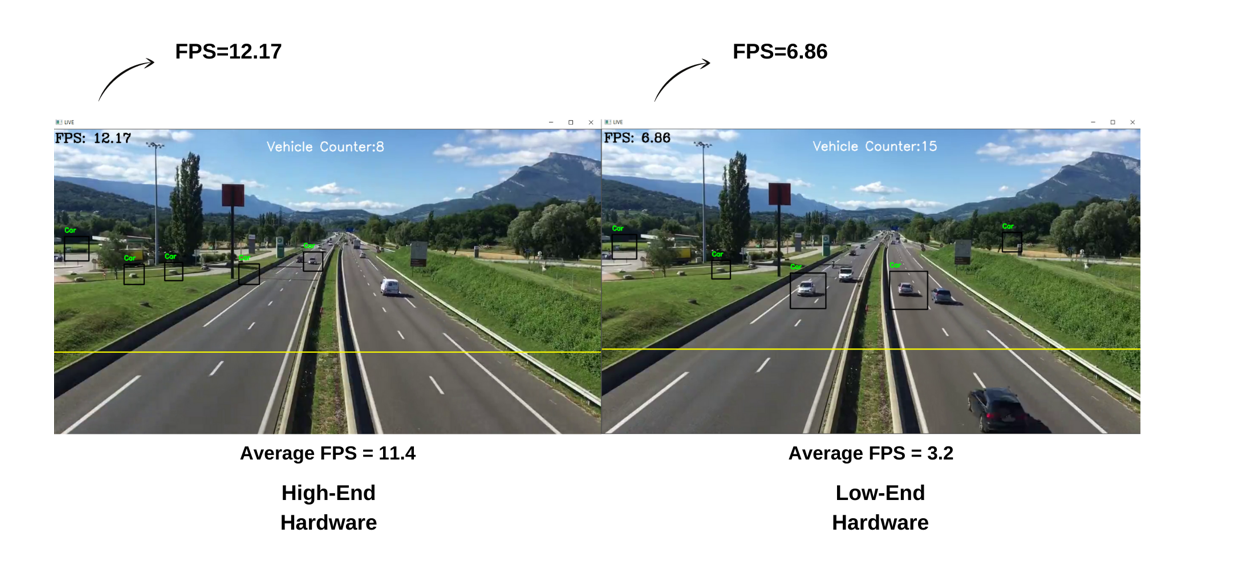 FPS=12.17
FPS=6.86
LIVE
FPS: 12.17
Vehicle Counter:8
Car
Car
Car
Car
LIVE
FPS: 6.86
Vehicle Counter:15
Car
Car
Car
Car
Car
Average FPS = 11.4
Average FPS = 3.2
High-End
Hardware
Low-End
Hardware